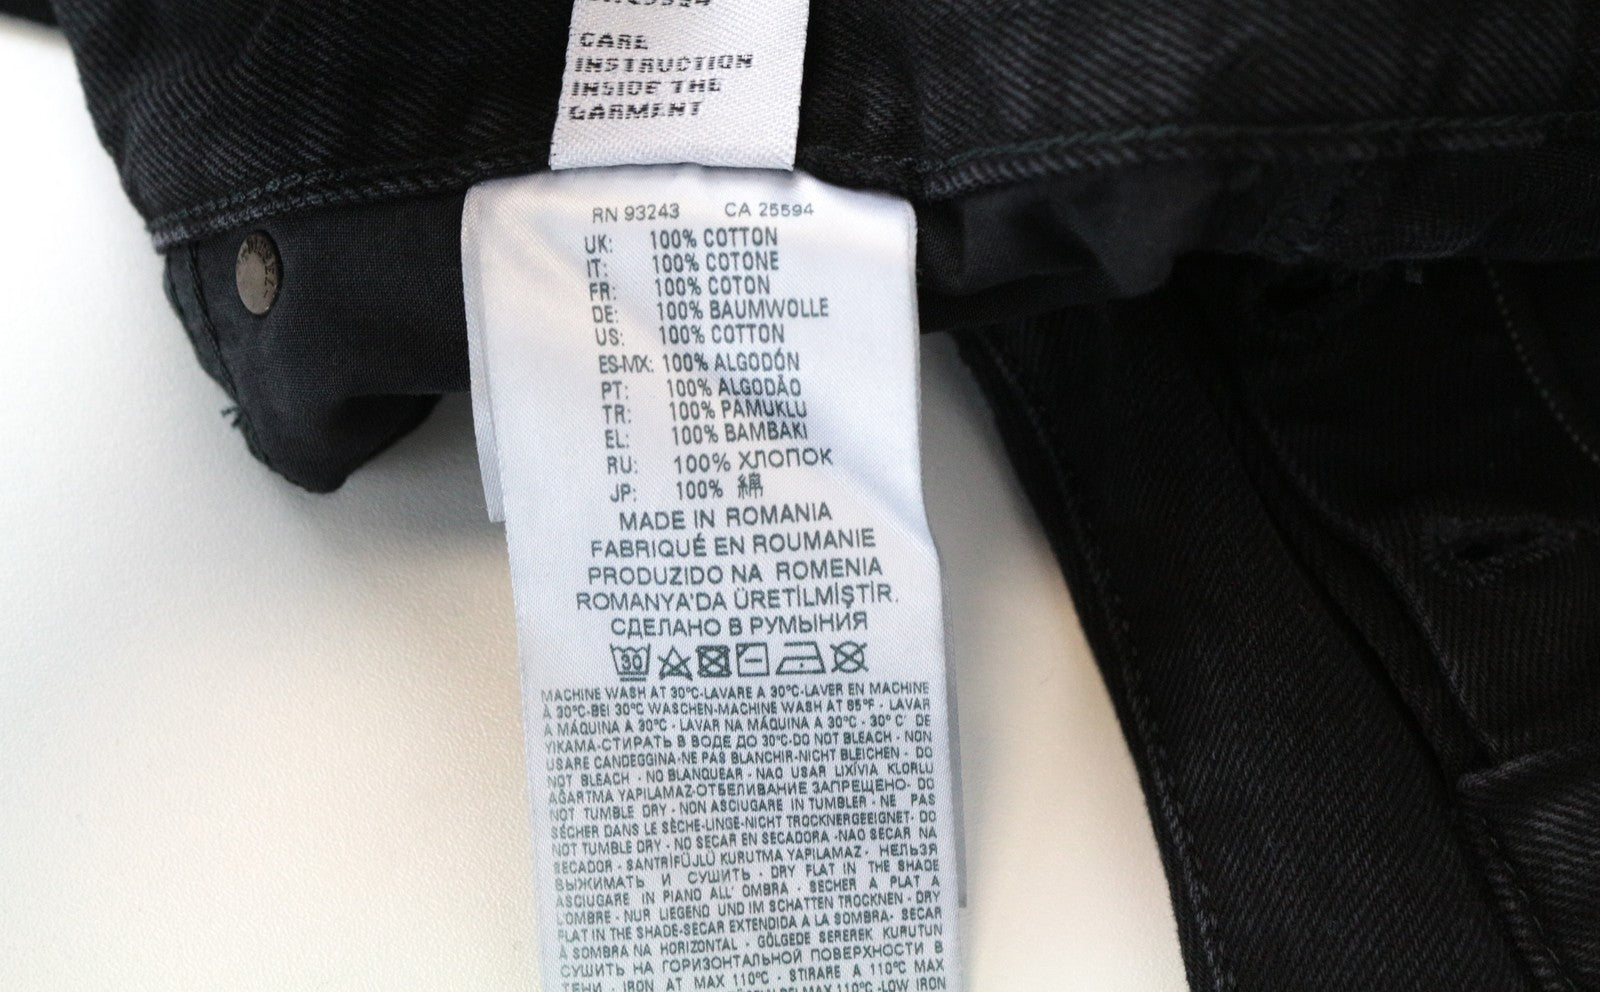 CARE
INSTRUCTION
INSIDE THE
GARMENT
RN 93243 CA 25594
UK: 100% COTTON
IT: 100% COTONE
FR: 100% COTON
DE: 100% BAUMWOLLE
US: 100% COTTON
ES-MX: 100% ALGODÓN
PT: 100% ALGODÃO
TR: 100% PAMUKLU
EL: 100% BAMBAKI
RU: 100% ХЛОПОК
JP: 100% 綿
MADE IN ROMANIA
FABRIQUÉ EN ROUMANIE
PRODUZIDO NA ROMENIA
ROMANYA'DA ÜRETİLMİŞTİR.
СДЕЛАНО В РУМЫНИЯ
30
MACHINE WASH AT 30°C-LAVARE A 30°C-LAVER EN MACHINE
À 30°C-BEI 30°C WASCHEN-MACHINE WASH AT 85°F - LAVAR
A MÁQUINA A 30°C - LAVAR NA MÁQUINA A 30°C - 30° C' DE
YIKAMA-СТИРАТЬ В ВОДЕ ДО 30°C-DO NOT BLEACH - NON
USARE CANDEGGINA-NE PAS BLANCHIR-NICHT BLEICHEN - DO
NOT BLEACH - NO BLANQUEAR - NAO USAR LIXÍVIA KLORLU
AĞARTMA YAPILAMAZ-ОТБЕЛИВАНИЕ ЗАПРЕЩЕНО- DO
NOT TUMBLE DRY - NON ASCIUGARE IN TUMBLER - NE PAS
SÉCHER DANS LE SÈCHE-LINGE-NICHT TROCKNERGEEIGNET- DO
NOT TUMBLE DRY - NO SECAR EN SECADORA -NAO SECAR NA
SECADOR - SANTRİFÜJLÜ KURUTMA YAPILAMAZ - НЕЛЬЗЯ
ВЫЖИМАТЬ И СУШИТЬ - DRY FLAT IN THE SHADE
ASCIUGARE IN PIANO ALL' OMBRA - SECHER A PLAT A
L'OMBRE - NUR LIEGEND UND IM SCHATTEN TROCKNEN - DRY
FLAT IN THE SHADE-SECAR EXTENDIDA A LA SOMBRA- SECAR
À SOMBRA NA HORIZONTAL - GÖLGEDE SEREREK KURUTUN
СУШИТЬ НА ГОРИЗОНТАЛЬНОЙ ПОВЕРХНОСТИ В
ТЕНИ - IRON AT MAX 110°C - STIRARE A 110°C MAX
MAX 110°C -LOW IRON